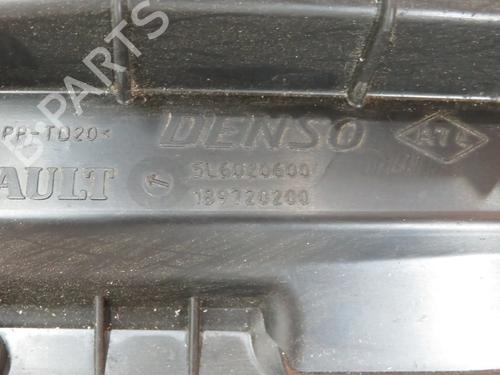 B-PARTS
PP-TD20<
DENSO
ATL
AULT
5L6020600
189720200